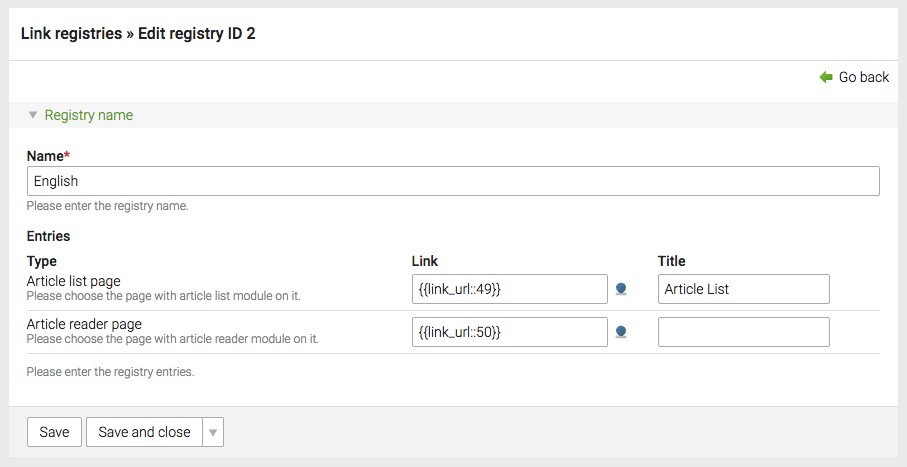 Link registries » Edit registry ID 2
Go back
Registry name
Name*
English
Please enter the registry name.
Entries
Type Link Title
Article list page
Please choose the page with article list module on it.
{{link_url::49}} Article List
Article reader page
Please choose the page with article reader module on it.
{{link_url::50}}
Please enter the registry entries.
Save Save and close